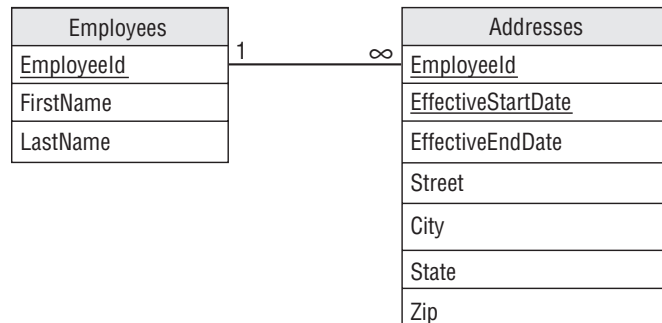 Employees
EmployeeId
FirstName
LastName
1
∞
Addresses
EmployeeId
EffectiveStartDate
EffectiveEndDate
Street
City
State
Zip